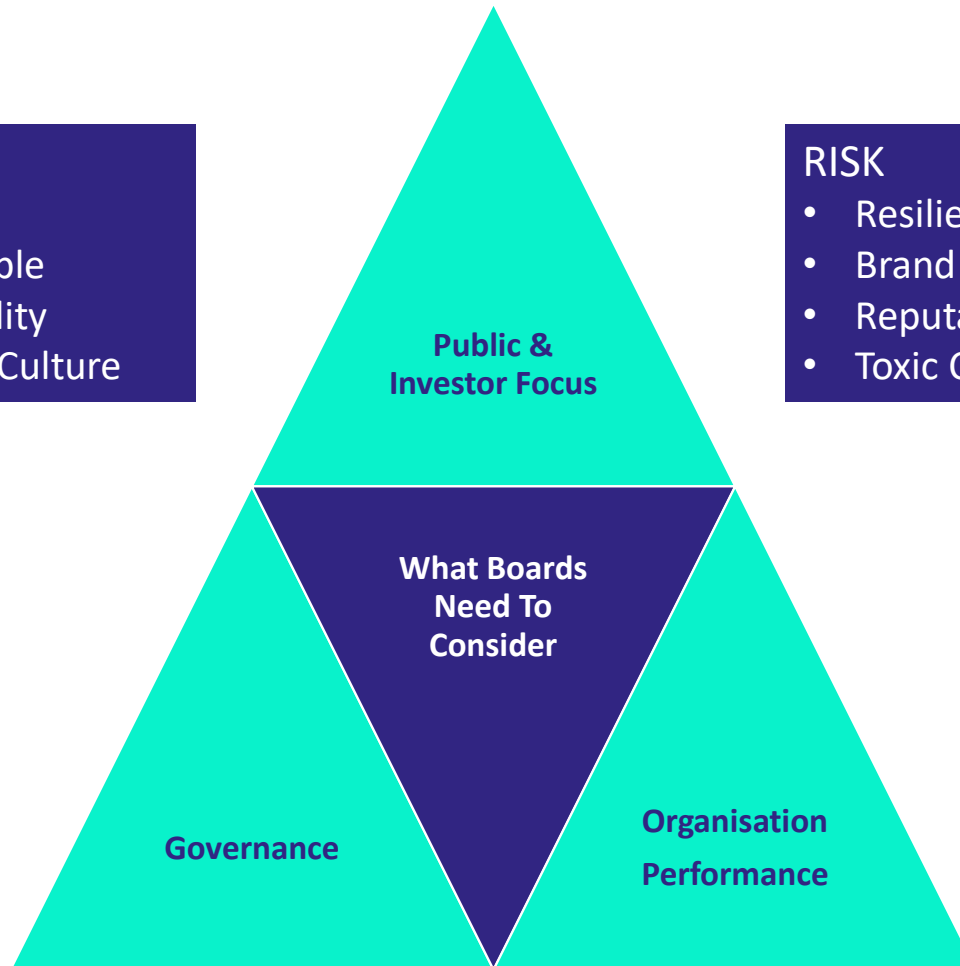 ple
lity
Culture
RISK
• Resilie
• Brand
• Reputa
• Toxic
Public &
Investor Focus
What Boards
Need To
Consider
Governance
Organisation
Performance